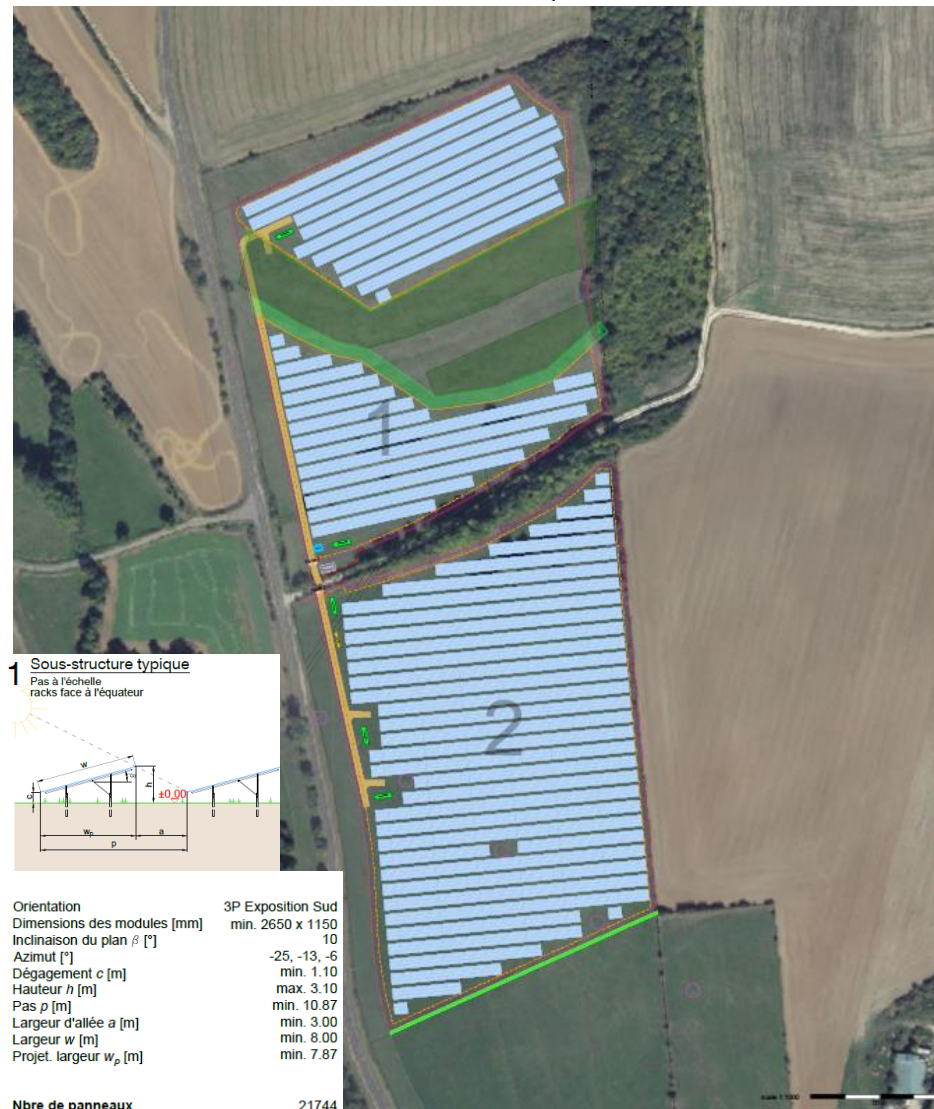 1
2
1 Sous-structure typique
Pas à l'échelle
racks face à l'équateur
w
β
h
c
±0,00
wp
a
p
Orientation 3P Exposition Sud
Dimensions des modules [mm] min. 2650 x 1150
Inclinaison du plan β [°] 10
Azimut [°] -25, -13, -6
Dégagement c [m] min. 1.10
Hauteur h [m] max. 3.10
Pas p [m] min. 10.87
Largeur d'allée a [m] min. 3.00
Largeur w [m] min. 8.00
Projet. largeur wp [m] min. 7.87
Nbre de panneaux 21744